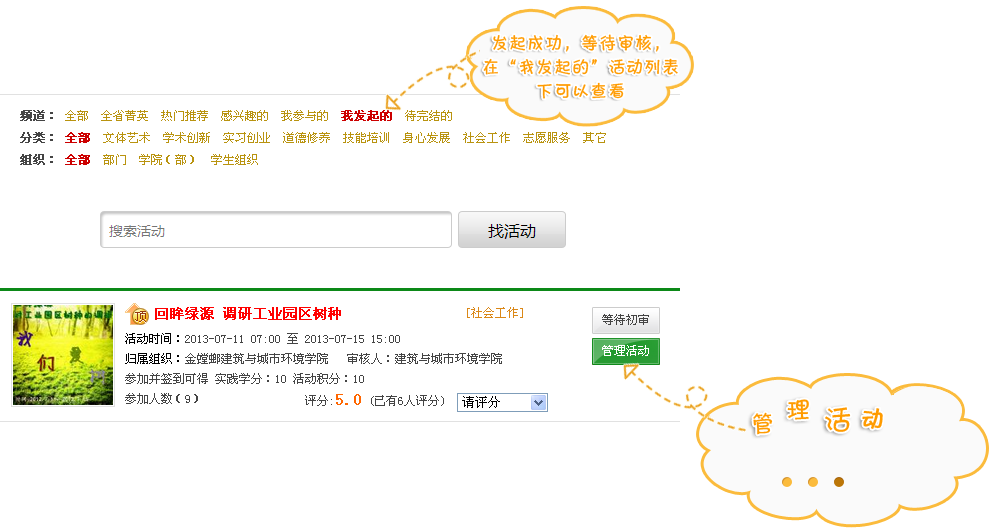 发起成功，等待审核，
在“我发起的”活动列表
下可以查看
频道： 全部 全省菁英 热门推荐 感兴趣的 我参与的 我发起的 待完结的
分类： 全部 文体艺术 学术创新 实习创业 道德修养 技能培训 身心发展 社会工作 志愿服务 其它
组织： 全部 部门 学院（部） 学生组织
搜索活动 找活动
顶 回眸绿源 调研工业园区树种 [社会工作]
等待初审
活动时间：2013-07-11 07:00 至 2013-07-15 15:00
管理活动
归属组织：金螳螂建筑与城市环境学院 审核人：建筑与城市环境学院
参加并签到可得 实践学分：10 活动积分：10
参加人数（9） 评分:5.0 (已有6人评分) 请评分
我
们
管理活动